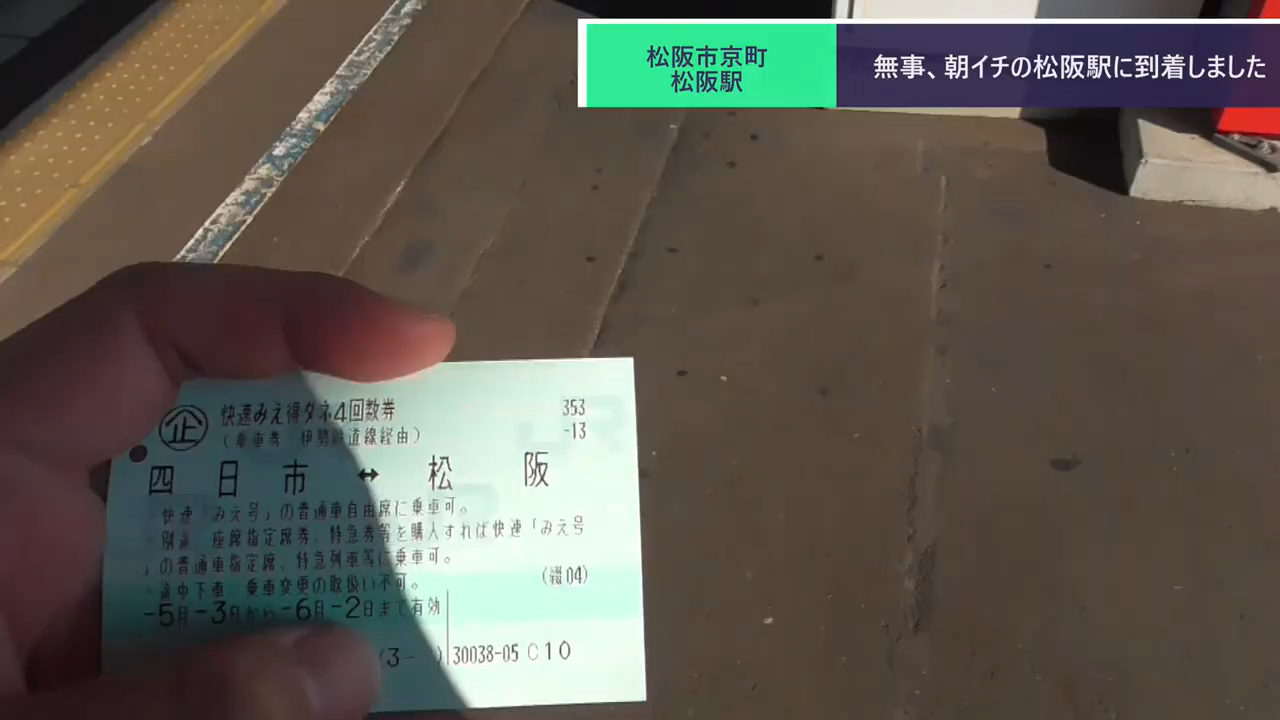 松阪市京町
松阪駅
無事、朝イチの松阪駅に到着しました
企 快速みえ得ダネ4回数券 353
(乗車券 伊勢鉄道線経由) -13
四日市 ↔ 松阪
快速「みえ号」の普通車自由席に乗車可。
別途 座席指定席券、特急券等を購入すれば快速「みえ号
」の普通車指定席、特急列車等に乗車可。
途中下車 乗車変更の取扱い不可。 (綴04)
-5月-3日から-6月-2日まで有効
(3- ) 30038-05 C10